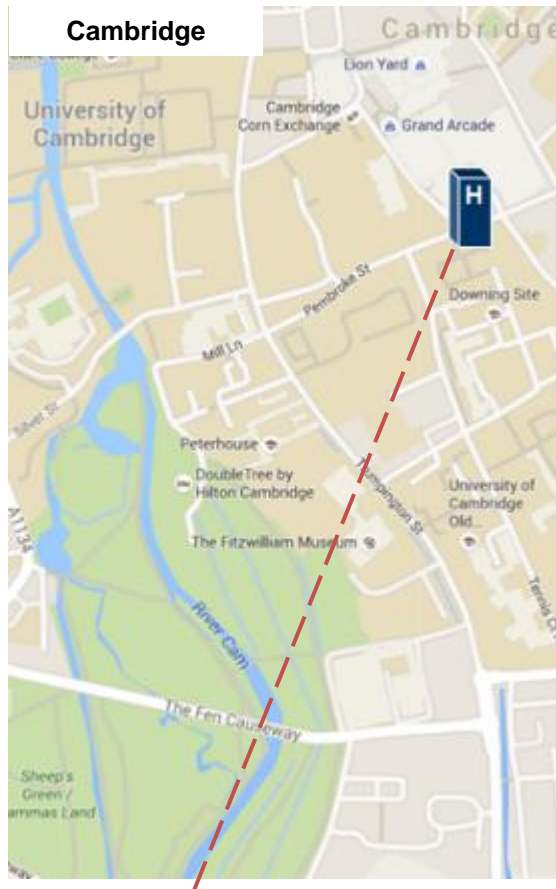 Cambridge
Cambridge
Lion Yard
Cambridge
Corn Exchange
Grand Arcade
University of
Cambridge
H
Pembroke St
Downing Site
Mill Ln
Silver St
Peterhouse
DoubleTree by
Hilton Cambridge
Trumpington St
University of
Cambridge
Old...
A1134
The Fitzwilliam Museum
Tennis C
River Cam
The Fen Causeway
Sheep's
Green /
ammas Land
way